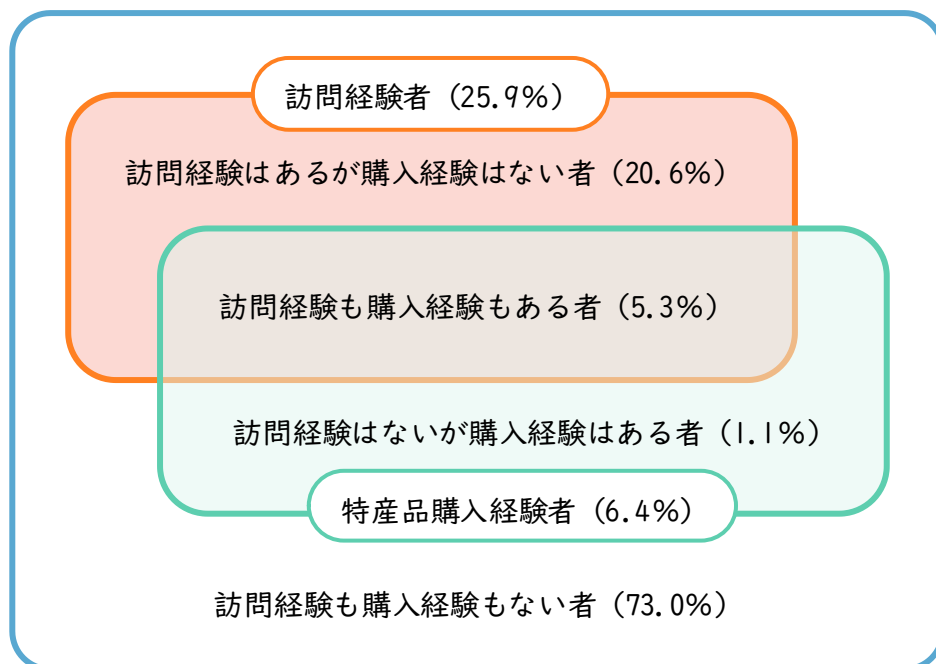 訪問経験者（25.9%）
訪問経験はあるが購入経験はない者（20.6%）
訪問経験も購入経験もある者（5.3%）
訪問経験はないが購入経験はある者（1.1%）
特産品購入経験者（6.4%）
訪問経験も購入経験もない者（73.0%）